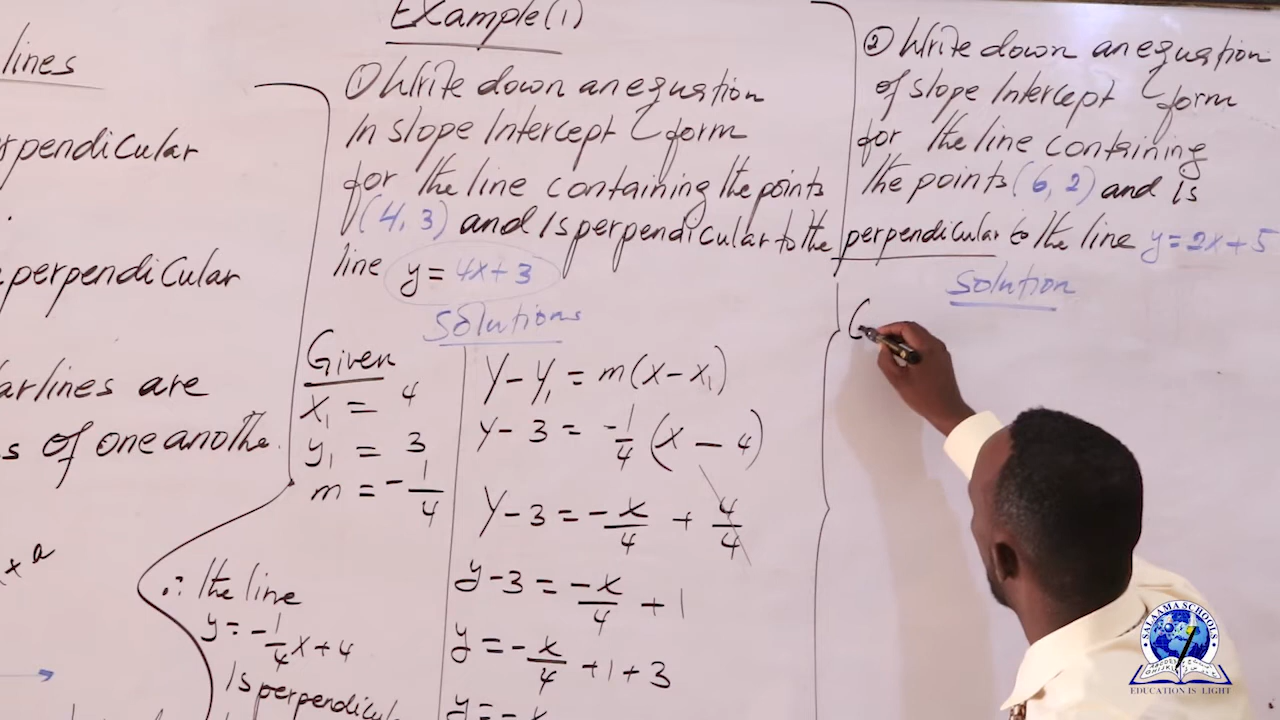 lines
perpendicular
perpendicular
lines are
of one another.
Example (1)
① Write down an equation
In slope Intercept form
for the line containing the points
(4, 3) and Is perpendicular to the
line y = 4x + 3
Solutions
Given
x₁ = 4
y₁ = 3
m = -1/4
∴ the line
y = -1/4 x + 4
Is perpendicul
y - y₁ = m(x - x₁)
y - 3 = -1/4 (x - 4)
y - 3 = -x/4 + 4/4
y - 3 = -x/4 + 1
y = -x/4 + 1 + 3
y = -x
② Write down an equation
of slope Intercept form
for the line containing
the points (6, 2) and Is
perpendicular to the line y = 2x + 5
Solution
G
SALAAMA SCHOOLS
EDUCATION IS LIGHT